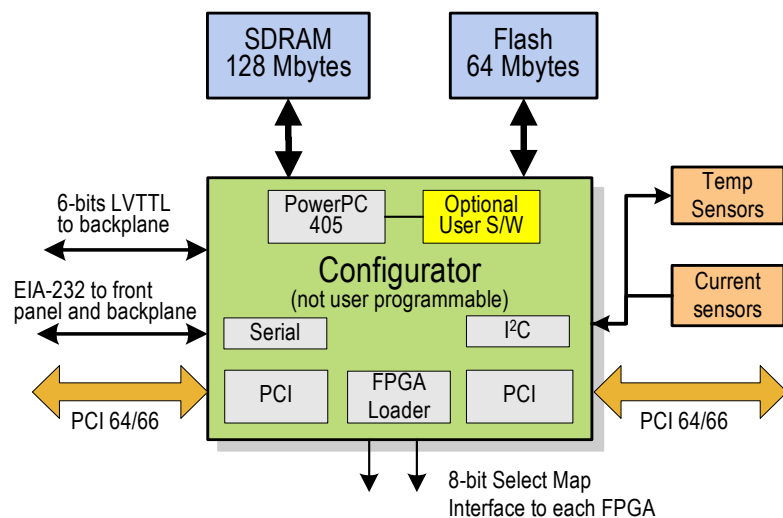 SDRAM
128 Mbytes
Flash
64 Mbytes
6-bits LVTTL
to backplane
EIA-232 to front
panel and backplane
PCI 64/66
PowerPC
405
Optional
User S/W
Configurator
(not user programmable)
Serial
I²C
PCI
FPGA
Loader
PCI
Temp
Sensors
Current
sensors
PCI 64/66
8-bit Select Map
Interface to each FPGA